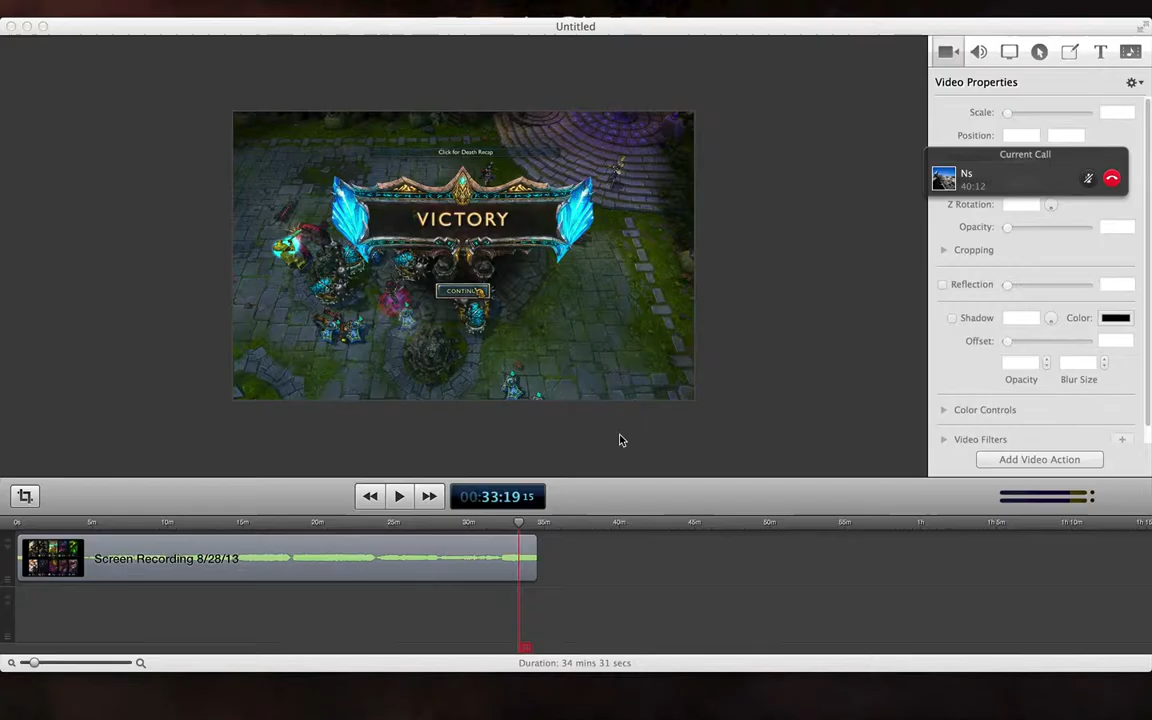 Untitled
Video Properties
Scale:
Position:
Current Call
Ns
40:12
Z Rotation:
Opacity:
Cropping
Reflection
Shadow
Color:
Offset:
Opacity
Blur Size
Color Controls
Video Filters
Add Video Action
Click for Death Recap
VICTORY
00:33:19 15
0s 5m 10m 15m 20m 25m 30m 35m 40m 45m 50m 55m 1h 1h 5m 1h 10m
Screen Recording 8/28/13
Duration: 34 mins 31 secs